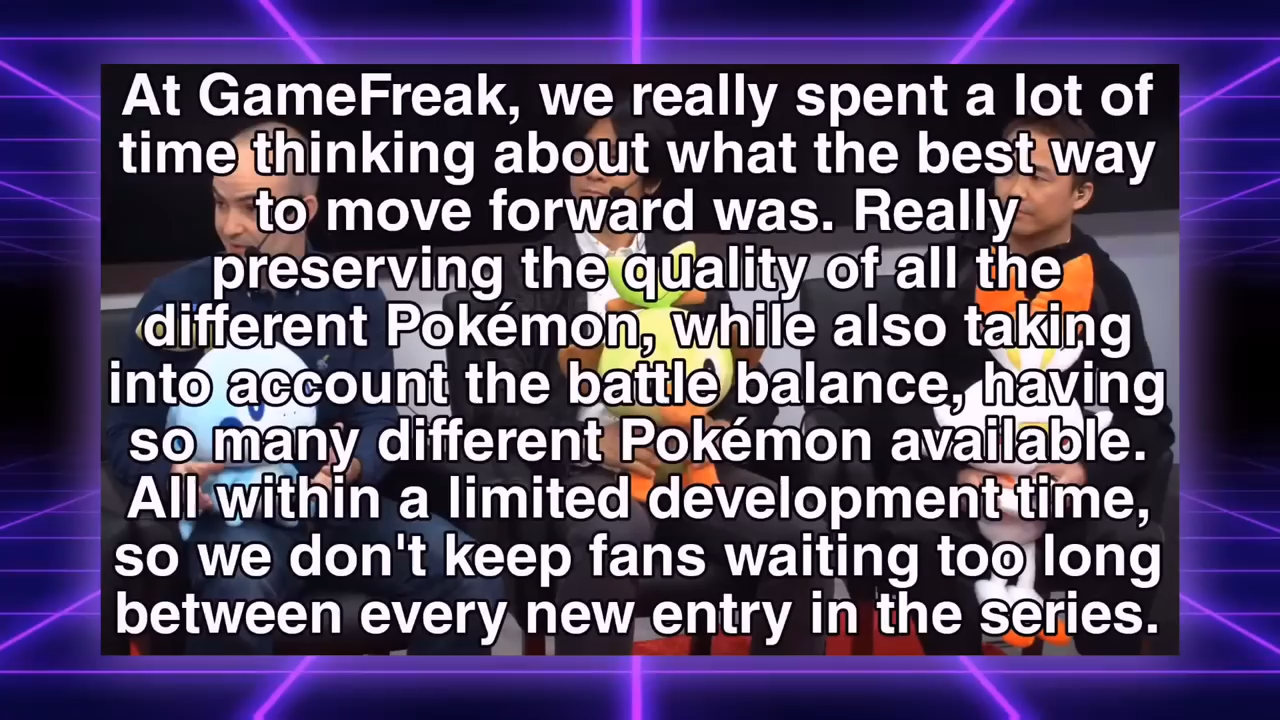 At GameFreak, we really spent a lot of
time thinking about what the best way
to move forward was. Really
preserving the quality of all the
different Pokémon, while also taking
into account the battle balance, having
so many different Pokémon available.
All within a limited development time,
so we don't keep fans waiting too long
between every new entry in the series.